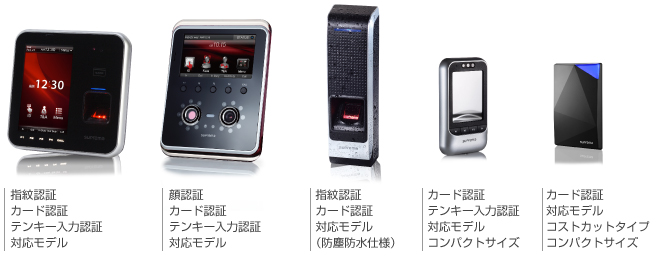 12:30
10:10
suprema
指紋認証
カード認証
テンキー入力認証
対応モデル
顔認証
カード認証
テンキー入力認証
対応モデル
指紋認証
カード認証
対応モデル
（防塵防水仕様）
カード認証
テンキー入力認証
対応モデル
コンパクトサイズ
カード認証
対応モデル
コストカットタイプ
コンパクトサイズ